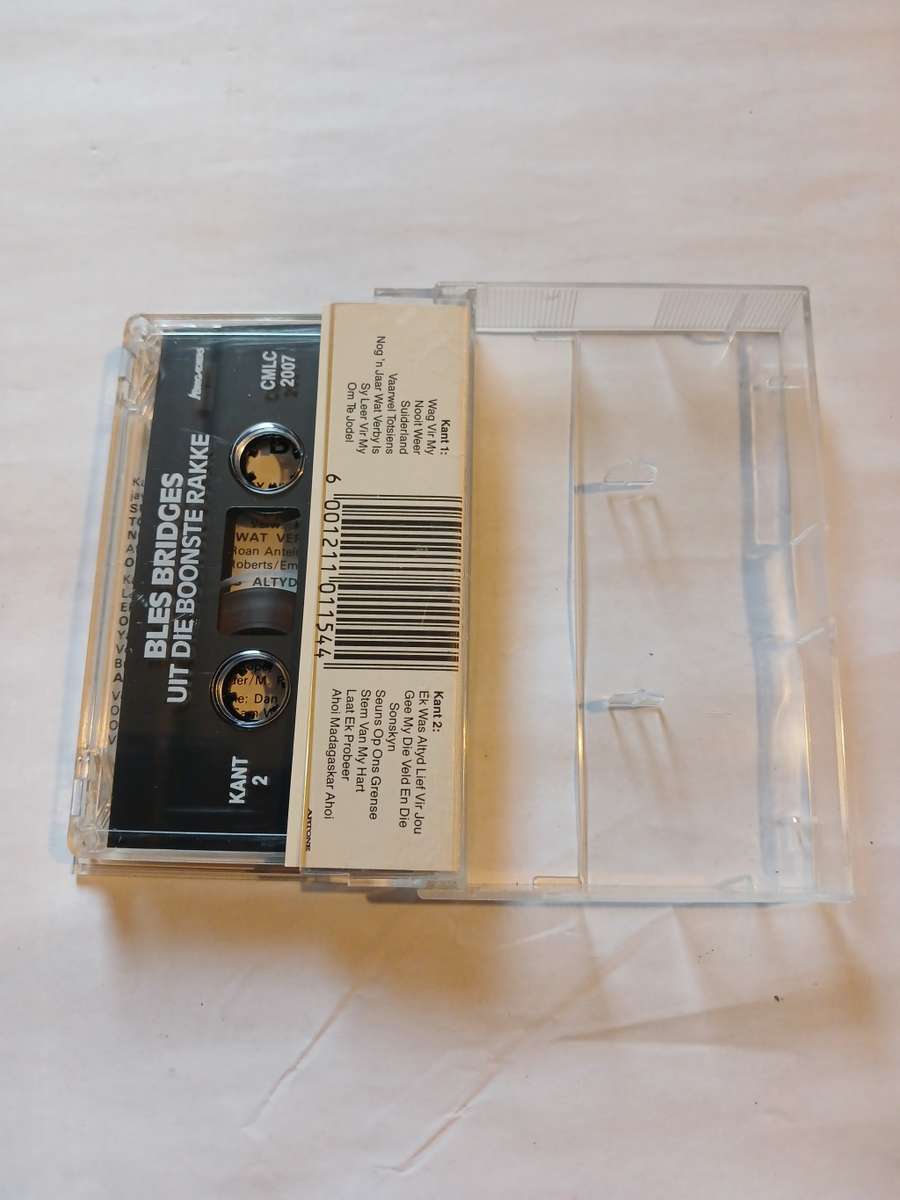 BLES BRIDGES
UIT DIE BOONSTE RAKKE
CMLC
2007
KANT
2
WAT VER
Roan Antel
Roberts/Em
ALTYD
Kant 1:
Wag Vir My
Nooit Weer
Suiderland
Vaarwel Totsiens
Nog 'n Jaar Wat Verby Is
Sy Leer Vir My
Om Te Jodel
6 001211 011544
Kant 2:
Ek Was Altyd Lief Vir Jou
Gee My Die Veld En Die
Sonskyn
Seuns Op Ons Grense
Stem Van My Hart
Laat Ek Probeer
Ahoi Madagaskar Ahoi
ARTONE